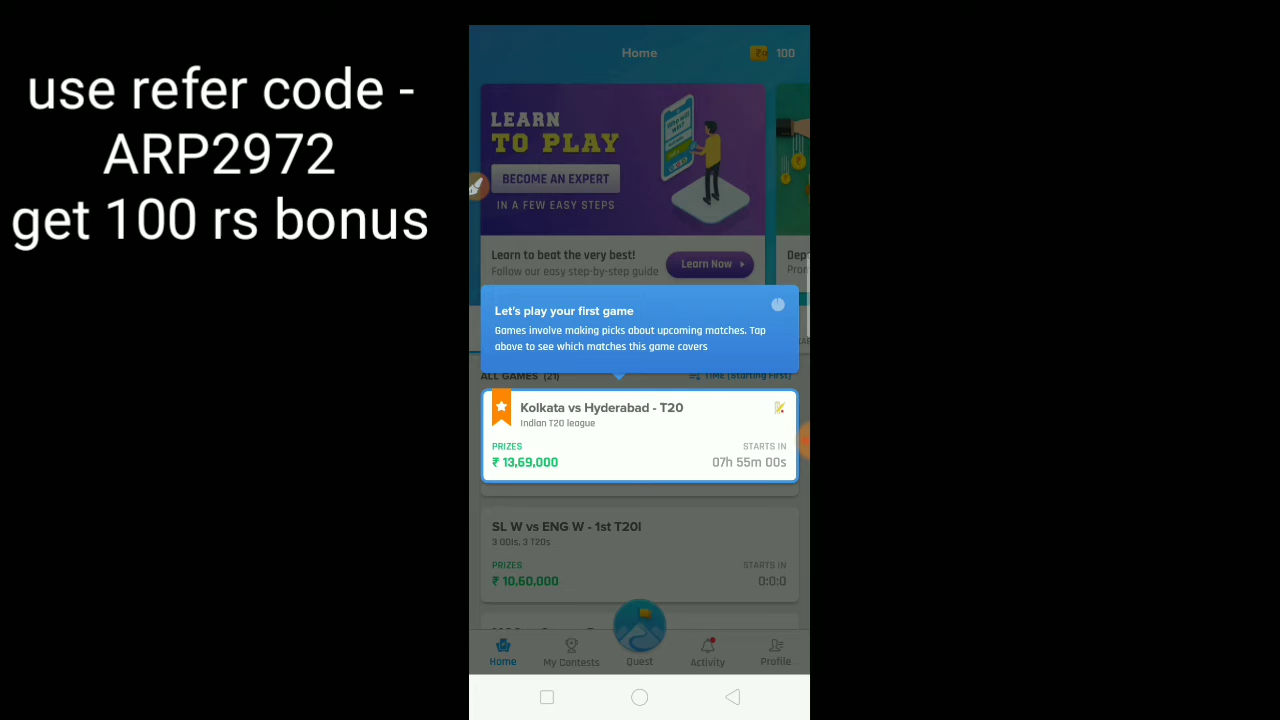 use refer code -
ARP2972
get 100 rs bonus
Home
100
LEARN
TO PLAY
BECOME AN EXPERT
IN A FEW EASY STEPS
Learn to beat the very best!
Follow our easy step-by-step guide
Learn Now
Let's play your first game
Games involve making picks about upcoming matches. Tap
above to see which matches this game covers
ALL GAMES (21)
TIME (Starting First)
Kolkata vs Hyderabad - T20
Indian T20 league
PRIZES
STARTS IN
₹ 13,69,000
07h 55m 00s
SL W vs ENG W - 1st T20I
3 ODIs, 3 T20s
PRIZES
STARTS IN
₹ 10,60,000
0:0:0
Home
My Contests
Quest
Activity
Profile